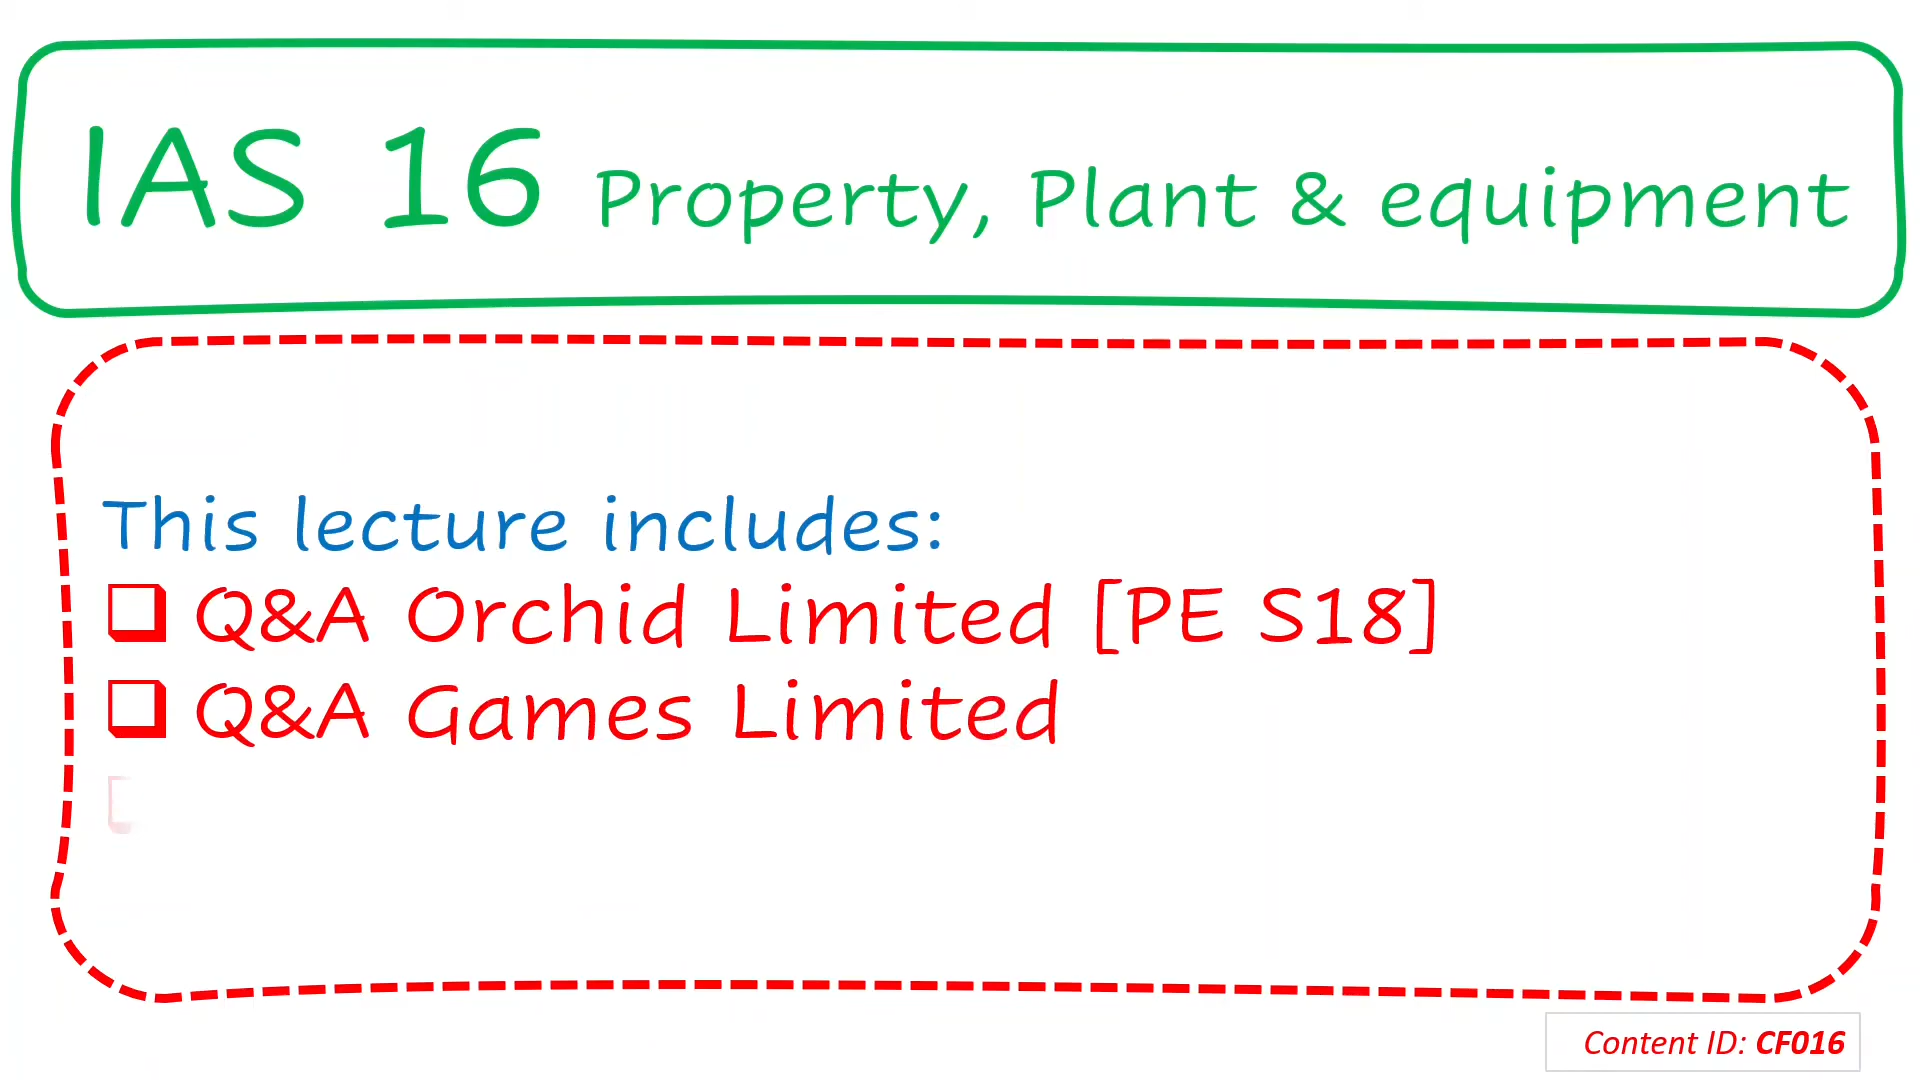 IAS 16 Property, Plant & equipment
This lecture includes:
❑ Q&A Orchid Limited [PE S18]
❑ Q&A Games Limited
Content ID: CF016